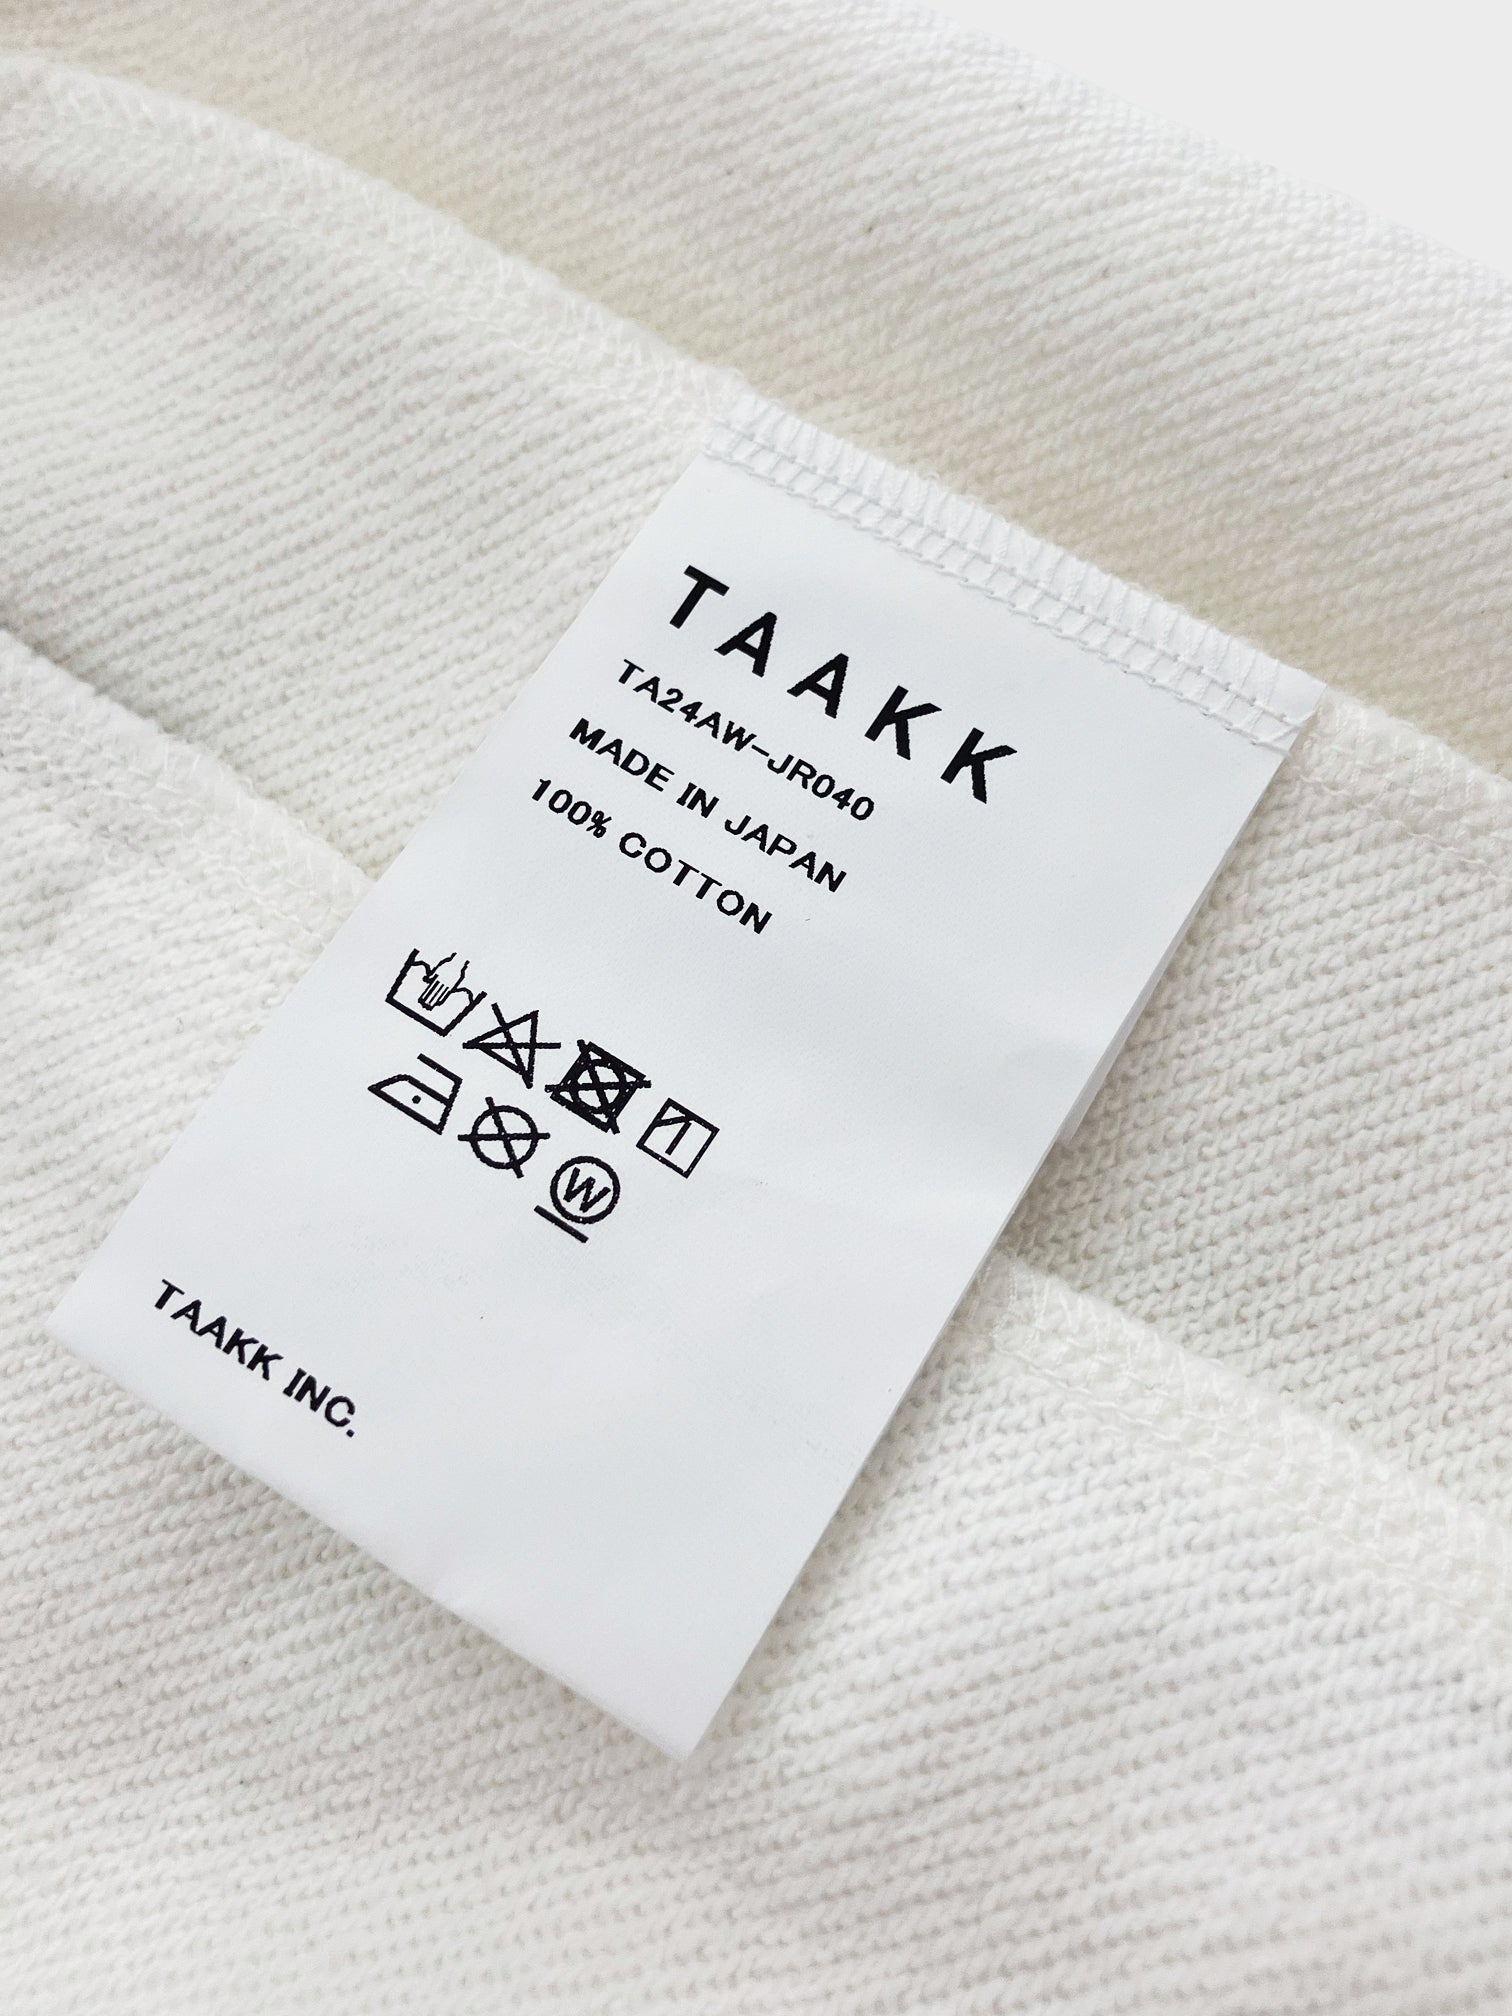 TAAKK
TA24AW-JR040
MADE IN JAPAN
100% COTTON
W
TAAKK INC.